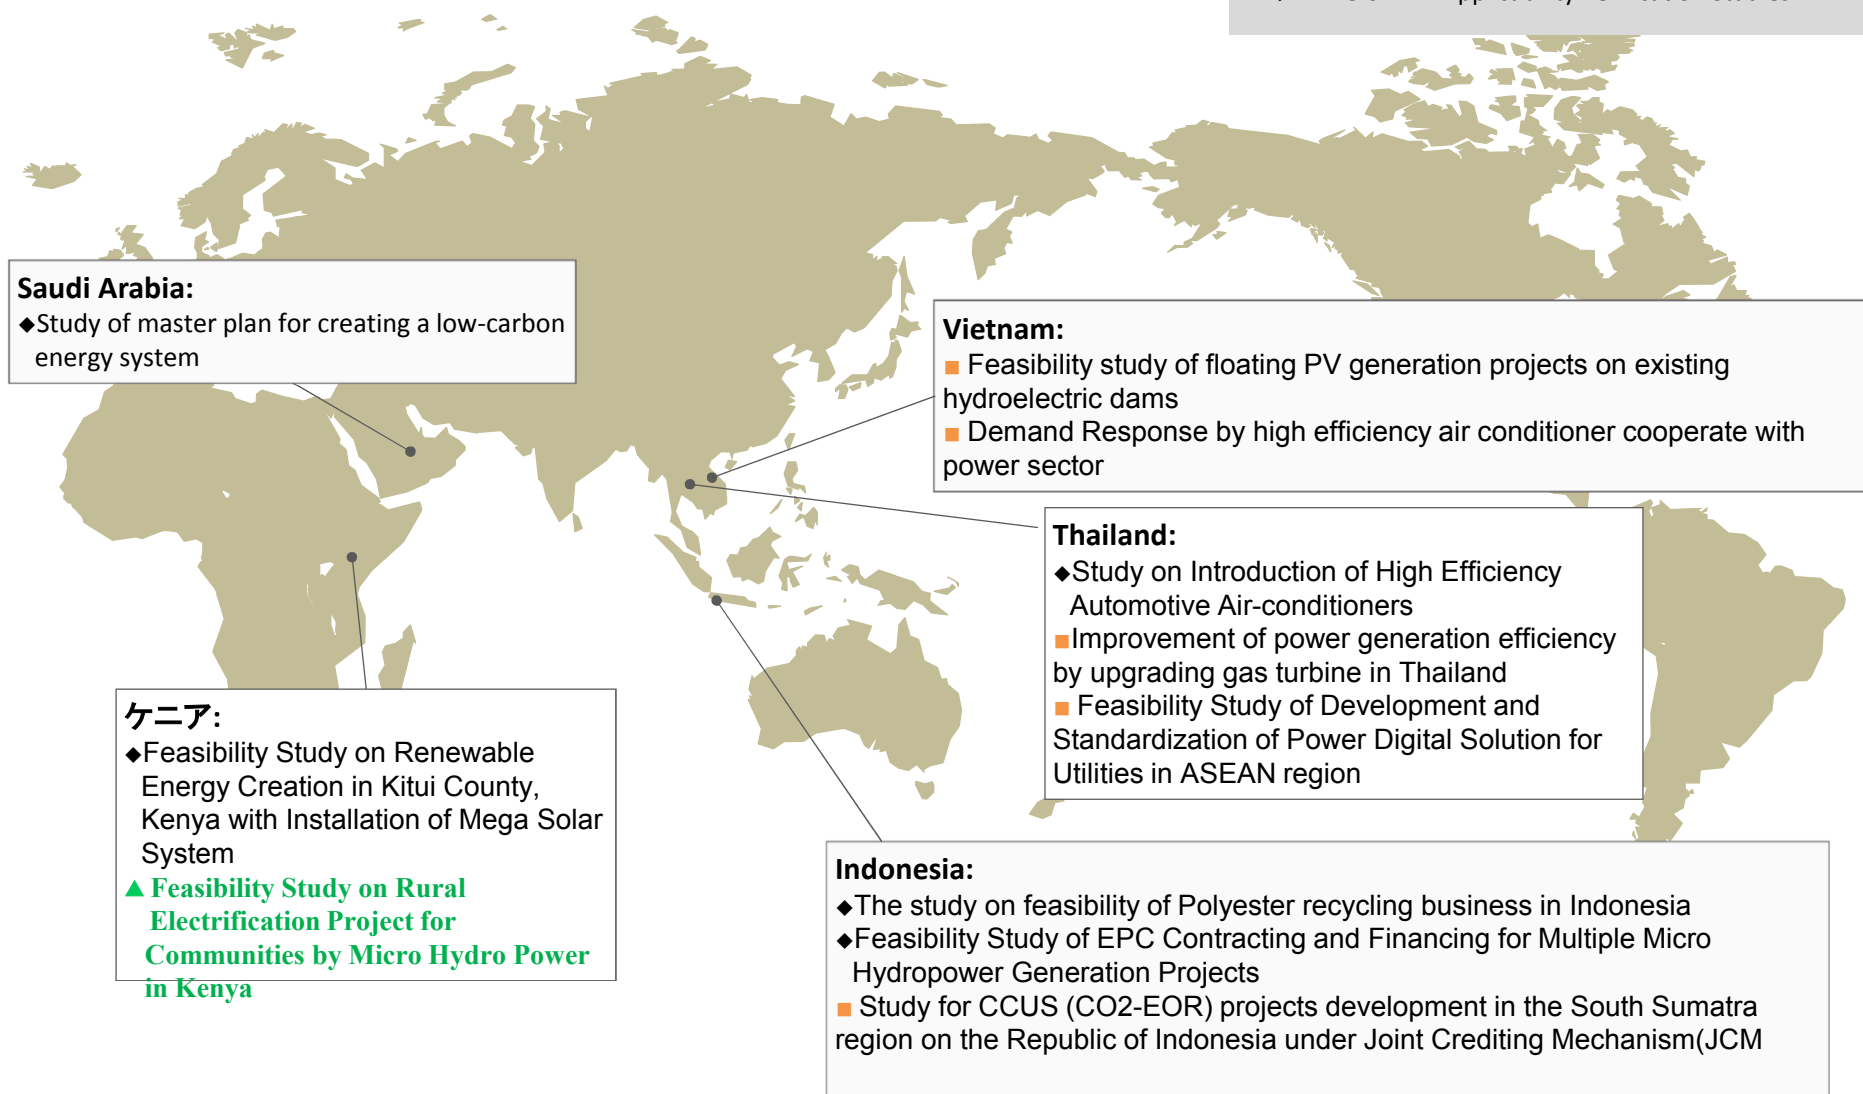 Saudi Arabia:
◆Study of master plan for creating a low-carbon
energy system
Vietnam:
■ Feasibility study of floating PV generation projects on existing
hydroelectric dams
■ Demand Response by high efficiency air conditioner cooperate with
power sector
Thailand:
◆Study on Introduction of High Efficiency
Automotive Air-conditioners
■Improvement of power generation efficiency
by upgrading gas turbine in Thailand
■ Feasibility Study of Development and
Standardization of Power Digital Solution for
Utilities in ASEAN region
ケニア:
◆Feasibility Study on Renewable
Energy Creation in Kitui County,
Kenya with Installation of Mega Solar
System
▲ Feasibility Study on Rural
Electrification Project for
Communities by Micro Hydro Power
in Kenya
Indonesia:
◆The study on feasibility of Polyester recycling business in Indonesia
◆Feasibility Study of EPC Contracting and Financing for Multiple Micro
Hydropower Generation Projects
■ Study for CCUS (CO2-EOR) projects development in the South Sumatra
region on the Republic of Indonesia under Joint Crediting Mechanism(JCM